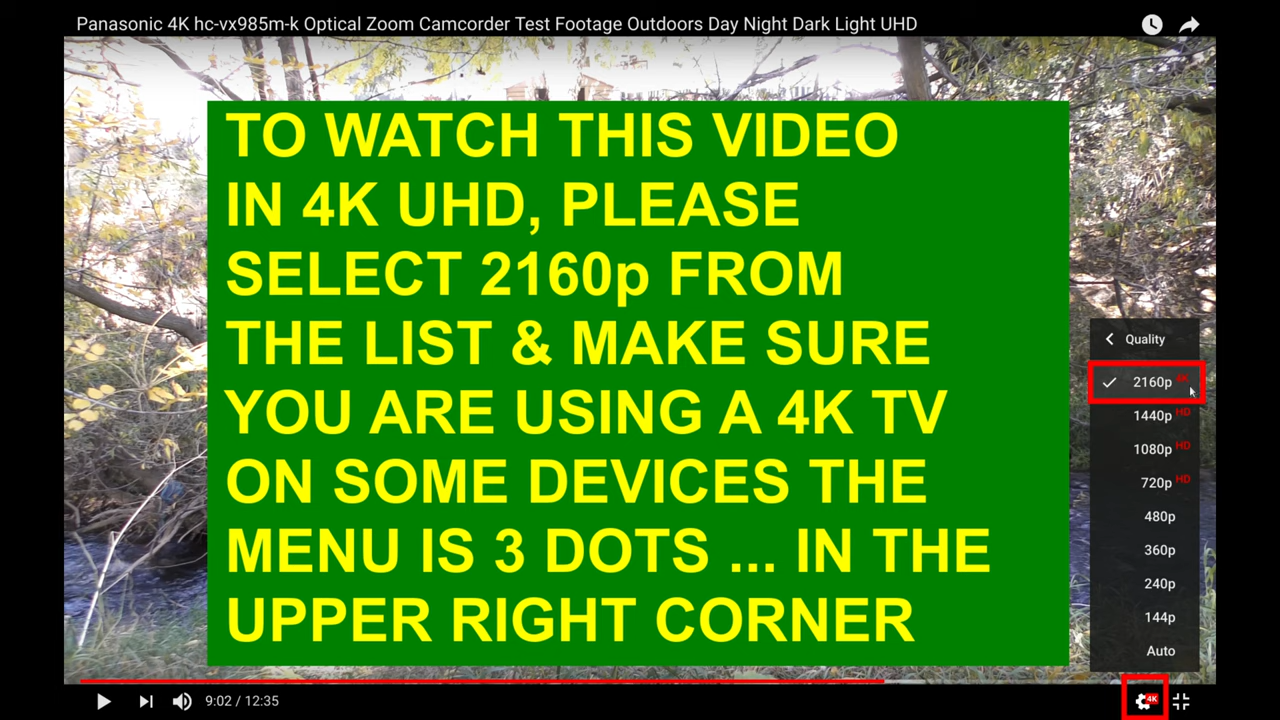 Panasonic 4K hc-vx985m-k Optical Zoom Camcorder Test Footage Outdoors Day Night Dark Light UHD
TO WATCH THIS VIDEO
IN 4K UHD, PLEASE
SELECT 2160p FROM
THE LIST & MAKE SURE
YOU ARE USING A 4K TV
ON SOME DEVICES THE
MENU IS 3 DOTS ... IN THE
UPPER RIGHT CORNER
Quality
2160p 4K
1440p HD
1080p HD
720p HD
480p
360p
240p
144p
Auto
9:02 / 12:35
4K